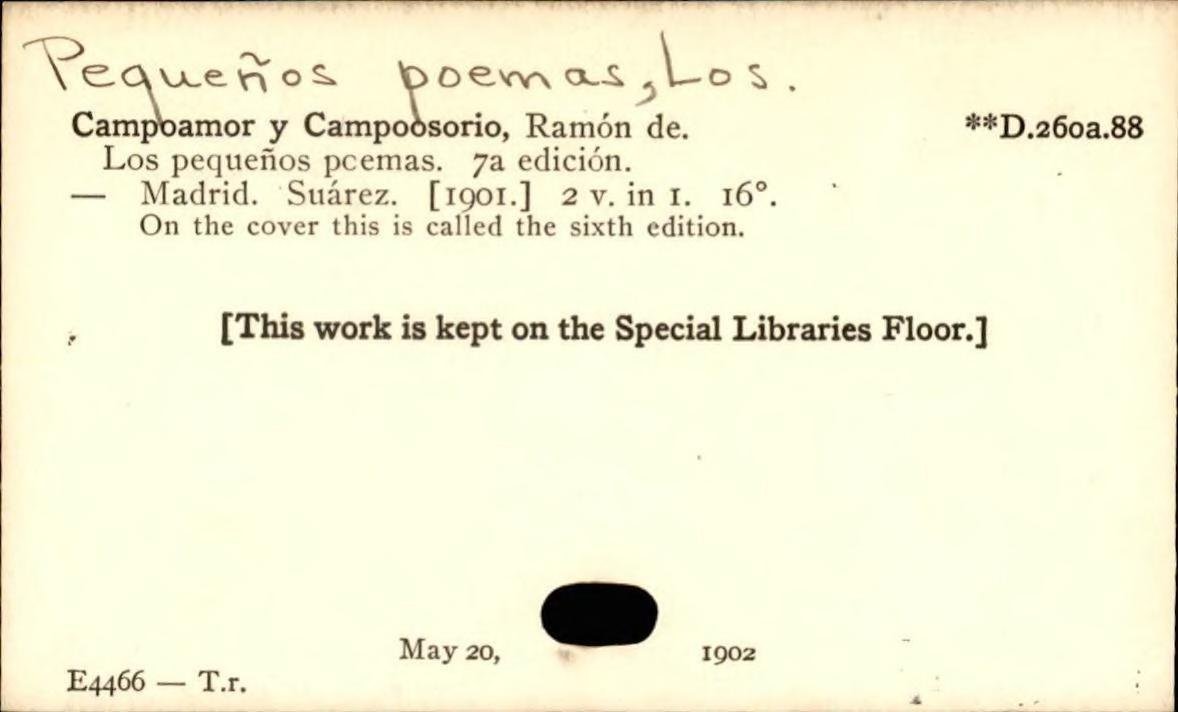 Pequeños poemas, Los.
Campoamor y Campoosorio, Ramón de. **D.260a.88
Los pequeños pcemas. 7a edición.
— Madrid. Suárez. [1901.] 2 v. in 1. 16°.
On the cover this is called the sixth edition.
[This work is kept on the Special Libraries Floor.]
May 20, 1902
E4466 — T.r.